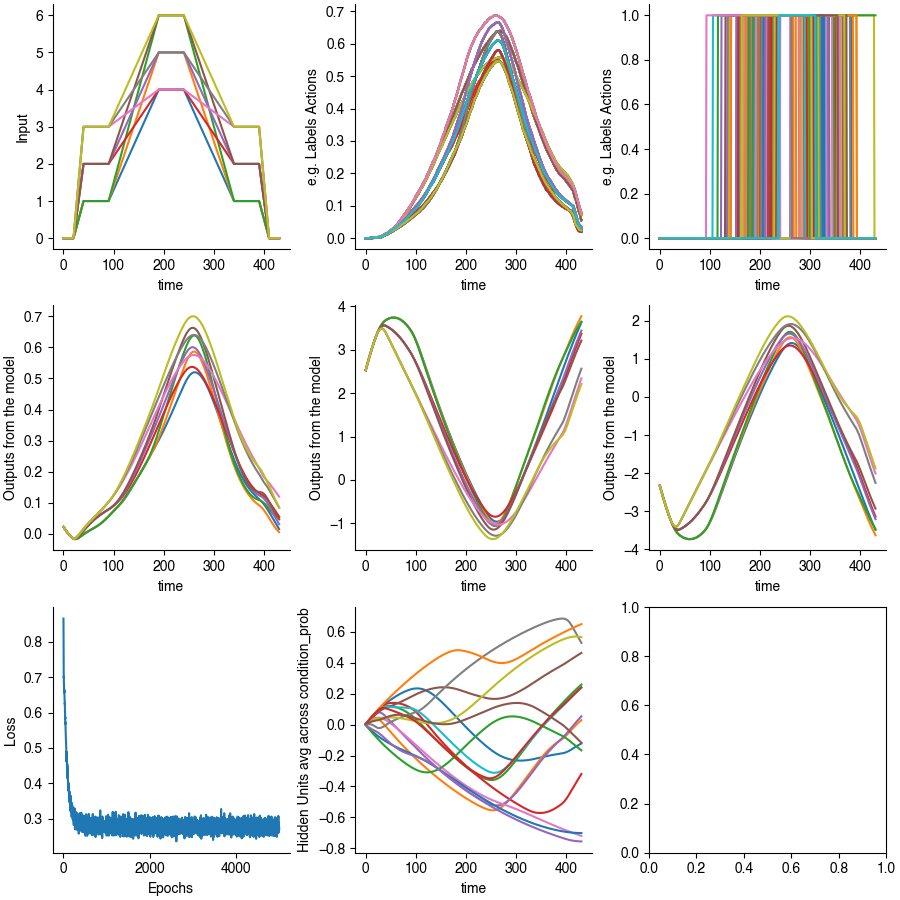 Input
0 1 2 3 4 5 6
0 100 200 300 400
time
e.g. Labels Actions
0.0 0.1 0.2 0.3 0.4 0.5 0.6 0.7
0 100 200 300 400
time
e.g. Labels Actions
0.0 0.2 0.4 0.6 0.8 1.0
0 100 200 300 400
time
Outputs from the model
0.0 0.1 0.2 0.3 0.4 0.5 0.6 0.7
0 100 200 300 400
time
Outputs from the model
−1 0 1 2 3 4
0 100 200 300 400
time
Outputs from the model
−4 −3 −2 −1 0 1 2
0 100 200 300 400
time
Loss
0.3 0.4 0.5 0.6 0.7 0.8
0 2000 4000
Epochs
Hidden Units avg across condition_prob
−0.8 −0.6 −0.4 −0.2 0.0 0.2 0.4 0.6
0 100 200 300 400
time
0.0 0.2 0.4 0.6 0.8 1.0
0.0 0.2 0.4 0.6 0.8 1.0